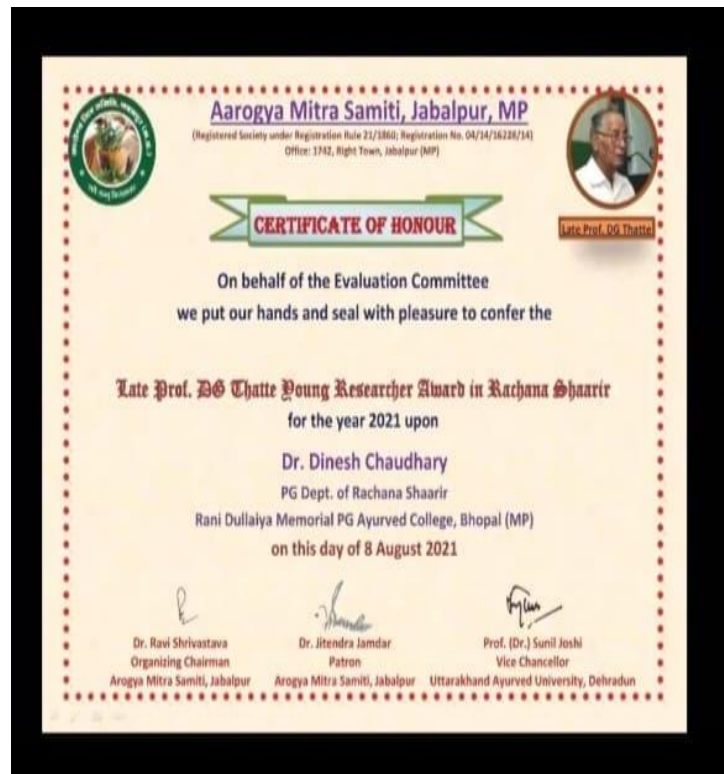 Aarogya Mitra Samiti, Jabalpur, MP
(Registered Society under Registration Rule 21/1860; Registration No. 04/14/16228/14)
Office: 1742, Right Town, Jabalpur (MP)
Late Prof. DG Thatte
CERTIFICATE OF HONOUR
On behalf of the Evaluation Committee
we put our hands and seal with pleasure to confer the
Late Prof. DG Thatte Young Researcher Award in Rachana Shaarir
for the year 2021 upon
Dr. Dinesh Chaudhary
PG Dept. of Rachana Shaarir
Rani Dullaiya Memorial PG Ayurved College, Bhopal (MP)
on this day of 8 August 2021
Dr. Ravi Shrivastava
Organizing Chairman
Arogya Mitra Samiti, Jabalpur
Dr. Jitendra Jamdar
Patron
Arogya Mitra Samiti, Jabalpur
Prof. (Dr.) Sunil Joshi
Vice Chancellor
Uttarakhand Ayurved University, Dehradun